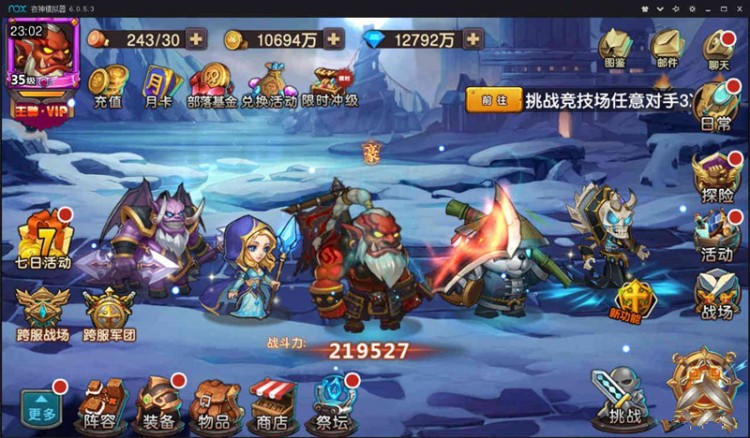 nox 夜神模拟器 6.0.5.3
23:02
243/30
10694万
12792万
图鉴
邮件
聊天
35级
王者·VIP
充值
月卡
部落基金
兑换活动
限时
限时冲级
前往
挑战竞技场任意对手3
日常
豪
探险
7
七日活动
活动
跨服战场
跨服军团
新功能
战场
战斗力:
219527
更多
阵容
装备
物品
商店
祭坛
挑战